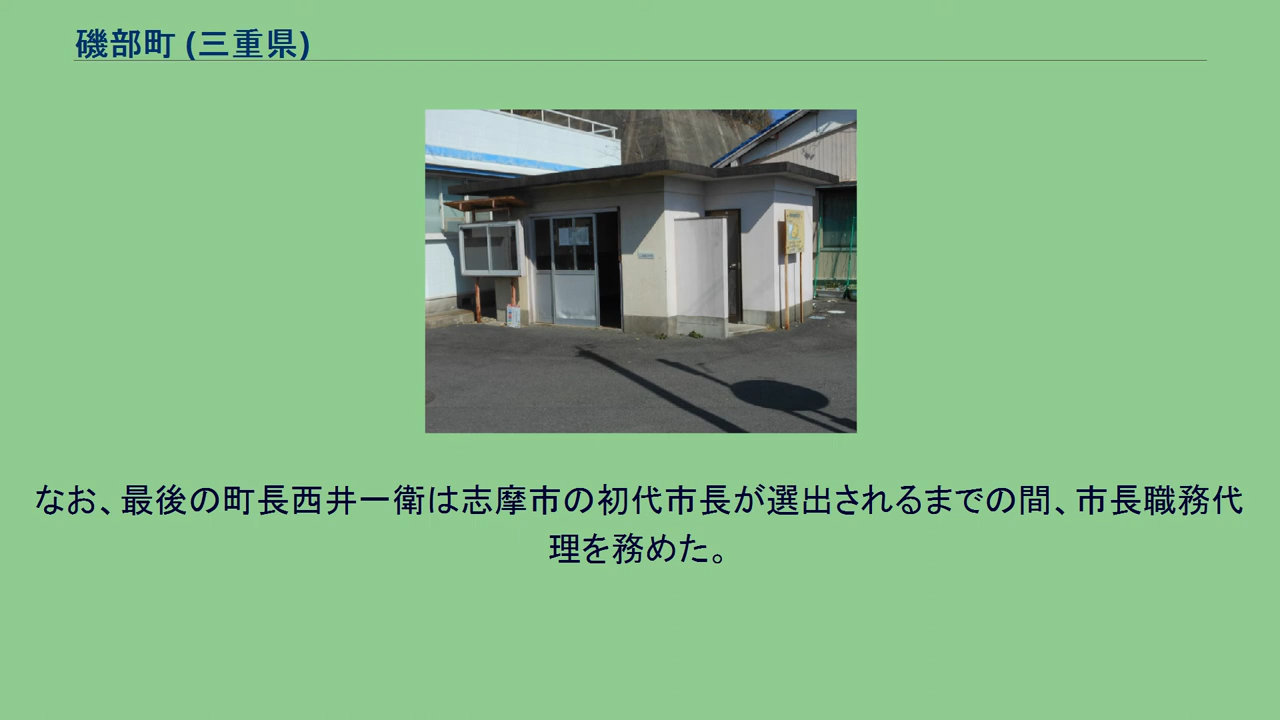 磯部町 (三重県)
なお、最後の町長西井一衛は志摩市の初代市長が選出されるまでの間、市長職務代
理を務めた。